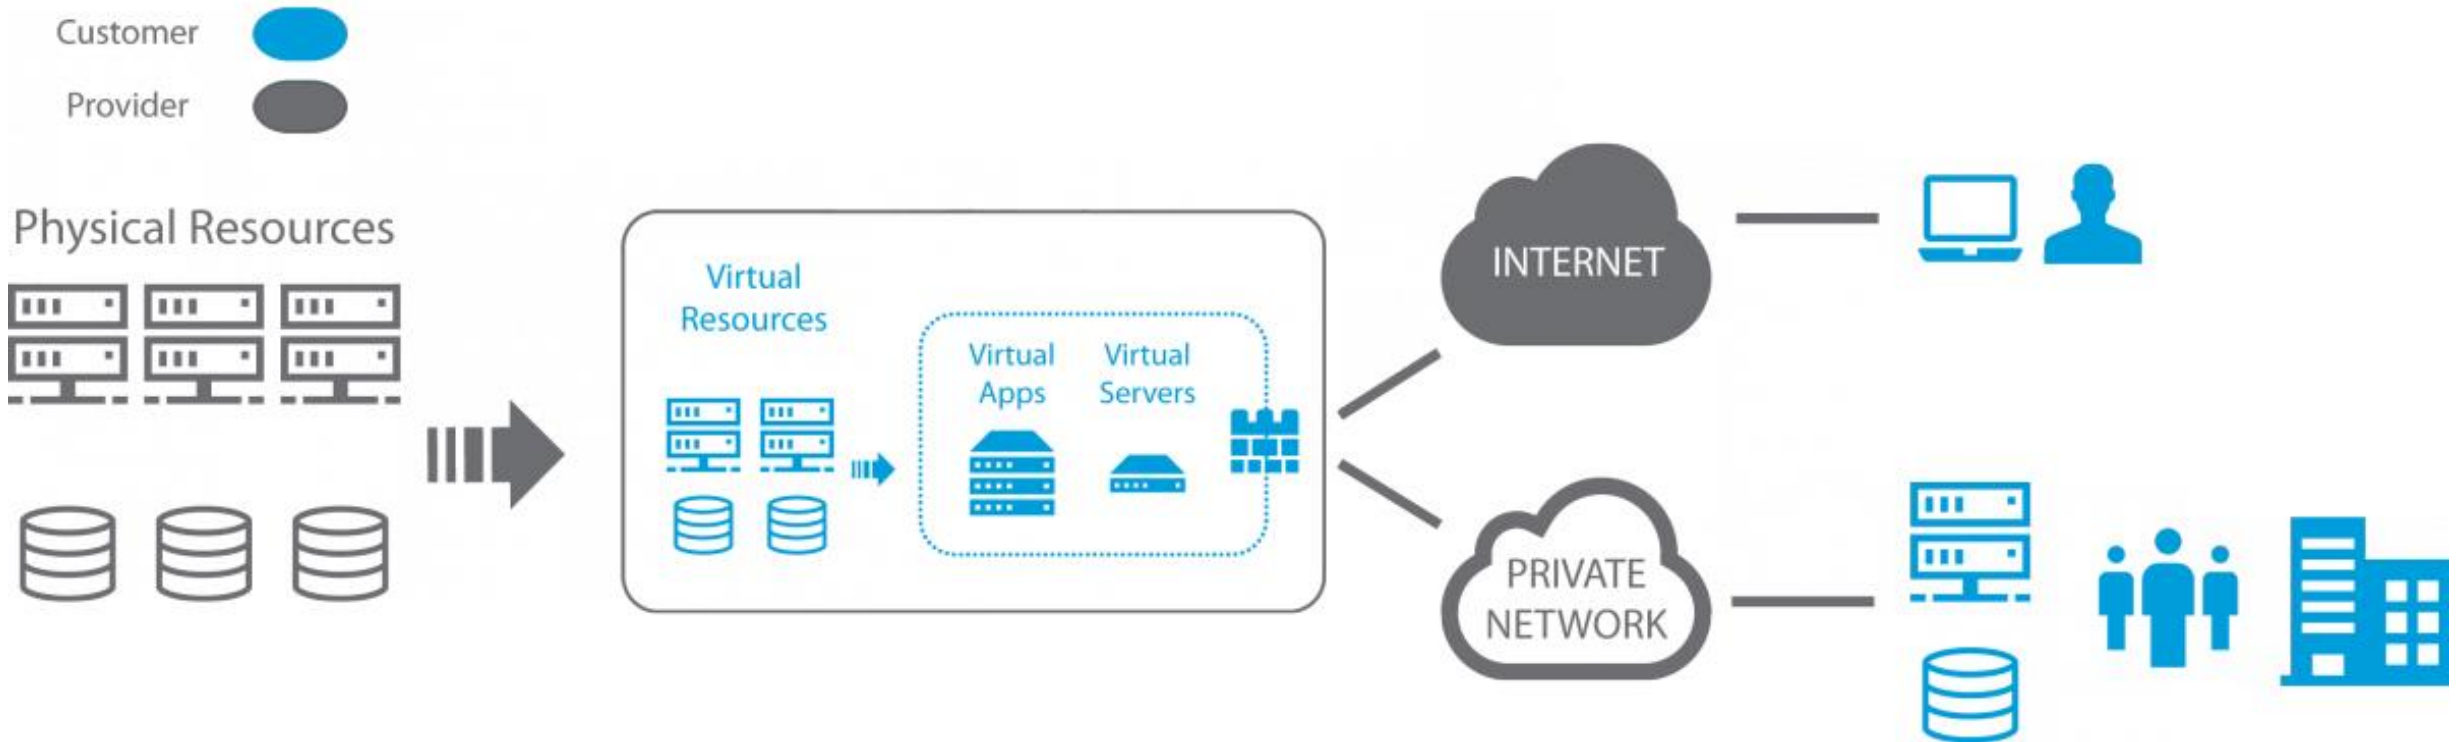 Customer
Provider
Physical Resources
Virtual
Resources
Virtual
Apps
Virtual
Servers
INTERNET
PRIVATE
NETWORK